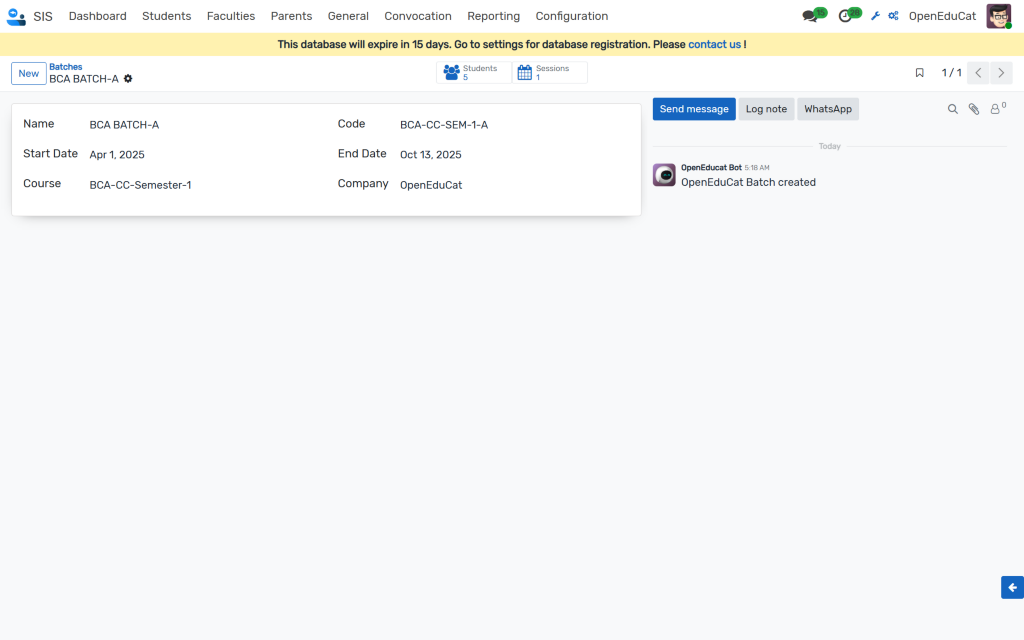 SIS Dashboard Students Faculties Parents General Convocation Reporting Configuration 15 28 OpenEduCat
This database will expire in 15 days. Go to settings for database registration. Please contact us !
New
Batches
BCA BATCH-A
Students
5
Sessions
1
1 / 1
Name BCA BATCH-A Code BCA-CC-SEM-1-A
Start Date Apr 1, 2025 End Date Oct 13, 2025
Course BCA-CC-Semester-1 Company OpenEduCat
Send message Log note WhatsApp 0
Today
OpenEducat Bot 5:18 AM
OpenEduCat Batch created